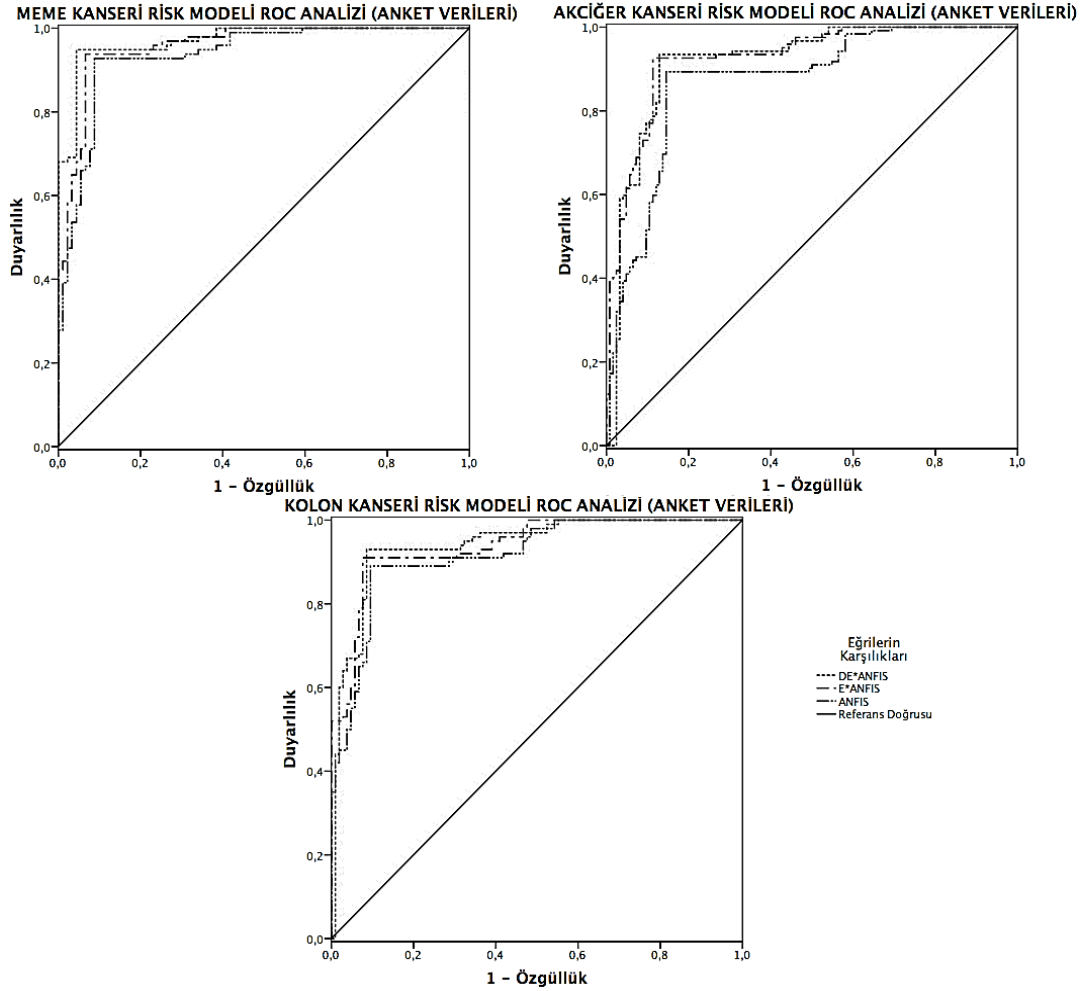 MEME KANSERİ RİSK MODELİ ROC ANALİZİ (ANKET VERİLERİ)
1,0
0,8
0,6
0,4
0,2
0,0
Duyarlılık
0,0 0,2 0,4 0,6 0,8 1,0
1 – Özgüllük
AKCİĞER KANSERİ RİSK MODELİ ROC ANALİZİ (ANKET VERİLERİ)
1,0
0,8
0,6
0,4
0,2
0,0
Duyarlılık
0,0 0,2 0,4 0,6 0,8 1,0
1 – Özgüllük
KOLON KANSERİ RİSK MODELİ ROC ANALİZİ (ANKET VERİLERİ)
1,0
0,8
0,6
0,4
0,2
0,0
Duyarlılık
0,0 0,2 0,4 0,6 0,8 1,0
1 – Özgüllük
Eğrilerin
Karşılıkları
DE*ANFIS
E*ANFIS
ANFIS
Referans Doğrusu